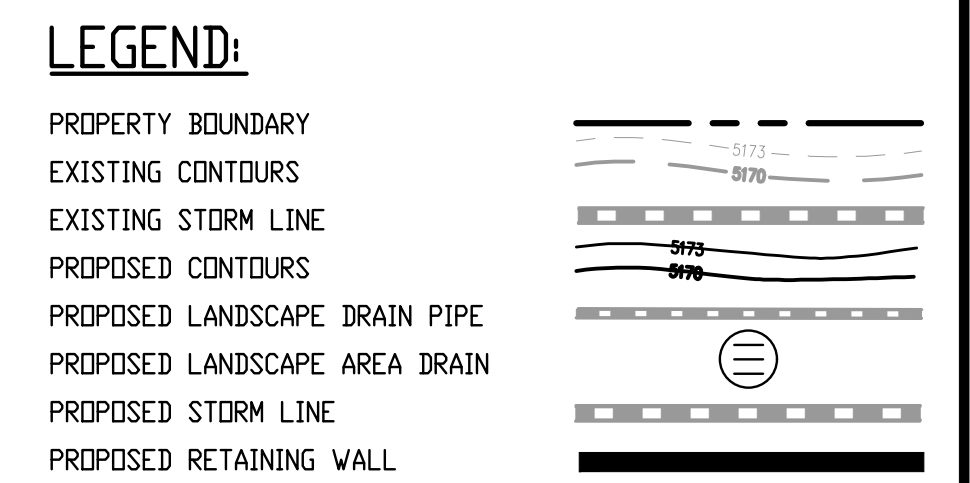 LEGEND:
PROPERTY BOUNDARY
5173
EXISTING CONTOURS
5170
EXISTING STORM LINE
5173
PROPOSED CONTOURS
5170
PROPOSED LANDSCAPE DRAIN PIPE
PROPOSED LANDSCAPE AREA DRAIN
PROPOSED STORM LINE
PROPOSED RETAINING WALL